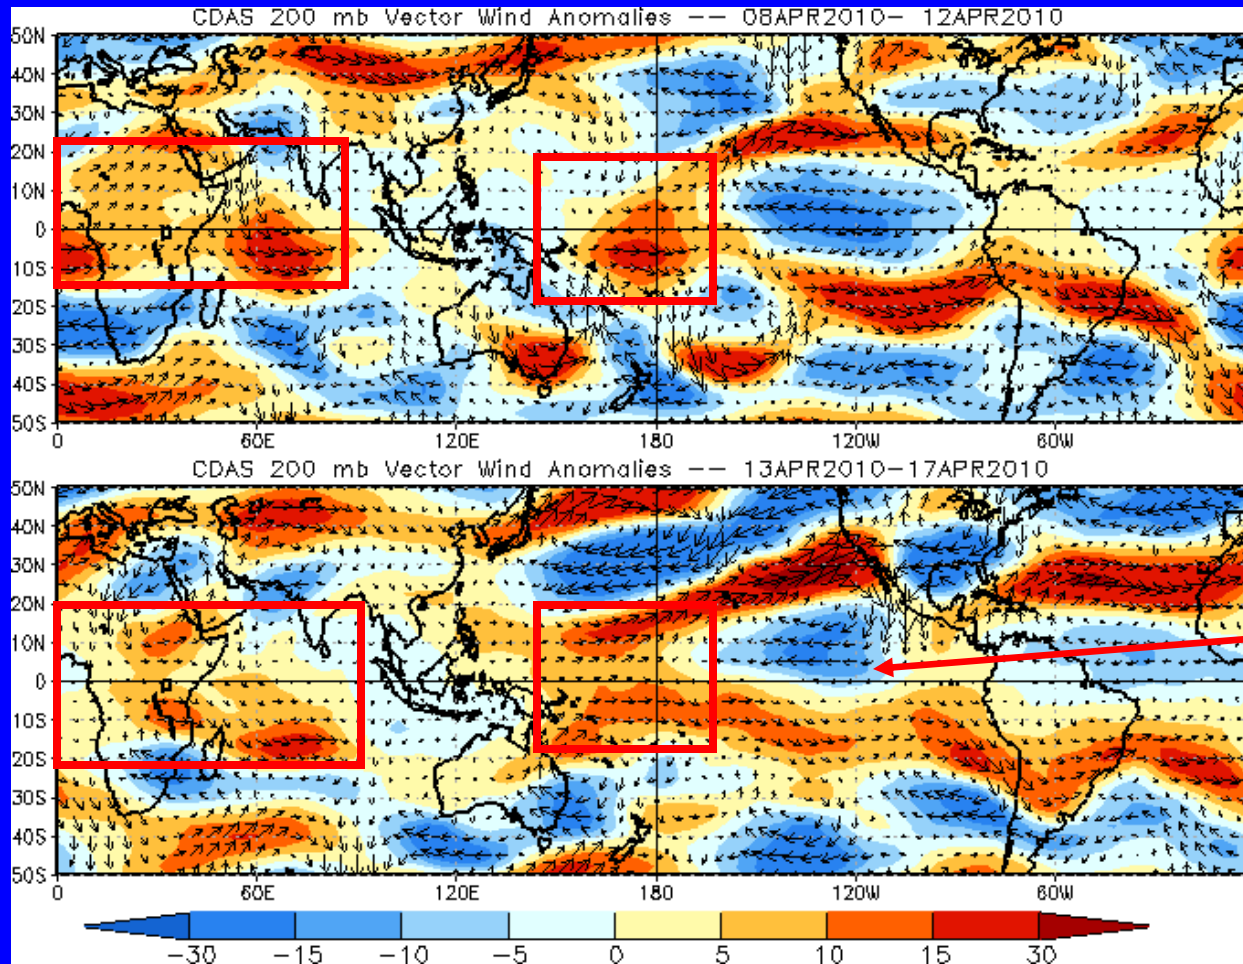 CDAS 200 mb Vector Wind Anomalies -- 08APR2010- 12APR2010
50N
40N
30N
20N
10N
0
10S
20S
30S
40S
50S
0 60E 120E 180 120W 60W
CDAS 200 mb Vector Wind Anomalies -- 13APR2010-17APR2010
50N
40N
30N
20N
10N
0
10S
20S
30S
40S
50S
0 60E 120E 180 120W 60W
-30 -15 -10 -5 0 5 10 15 30